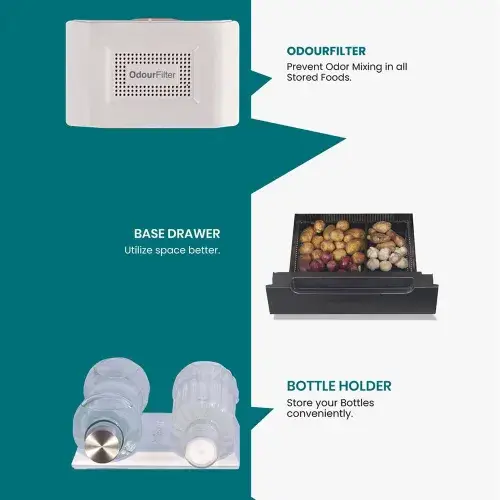 OdourFilter
ODOURFILTER
Prevent Odor Mixing in all
Stored Foods.
BASE DRAWER
Utilize space better.
BOTTLE HOLDER
Store your Bottles
conveniently.